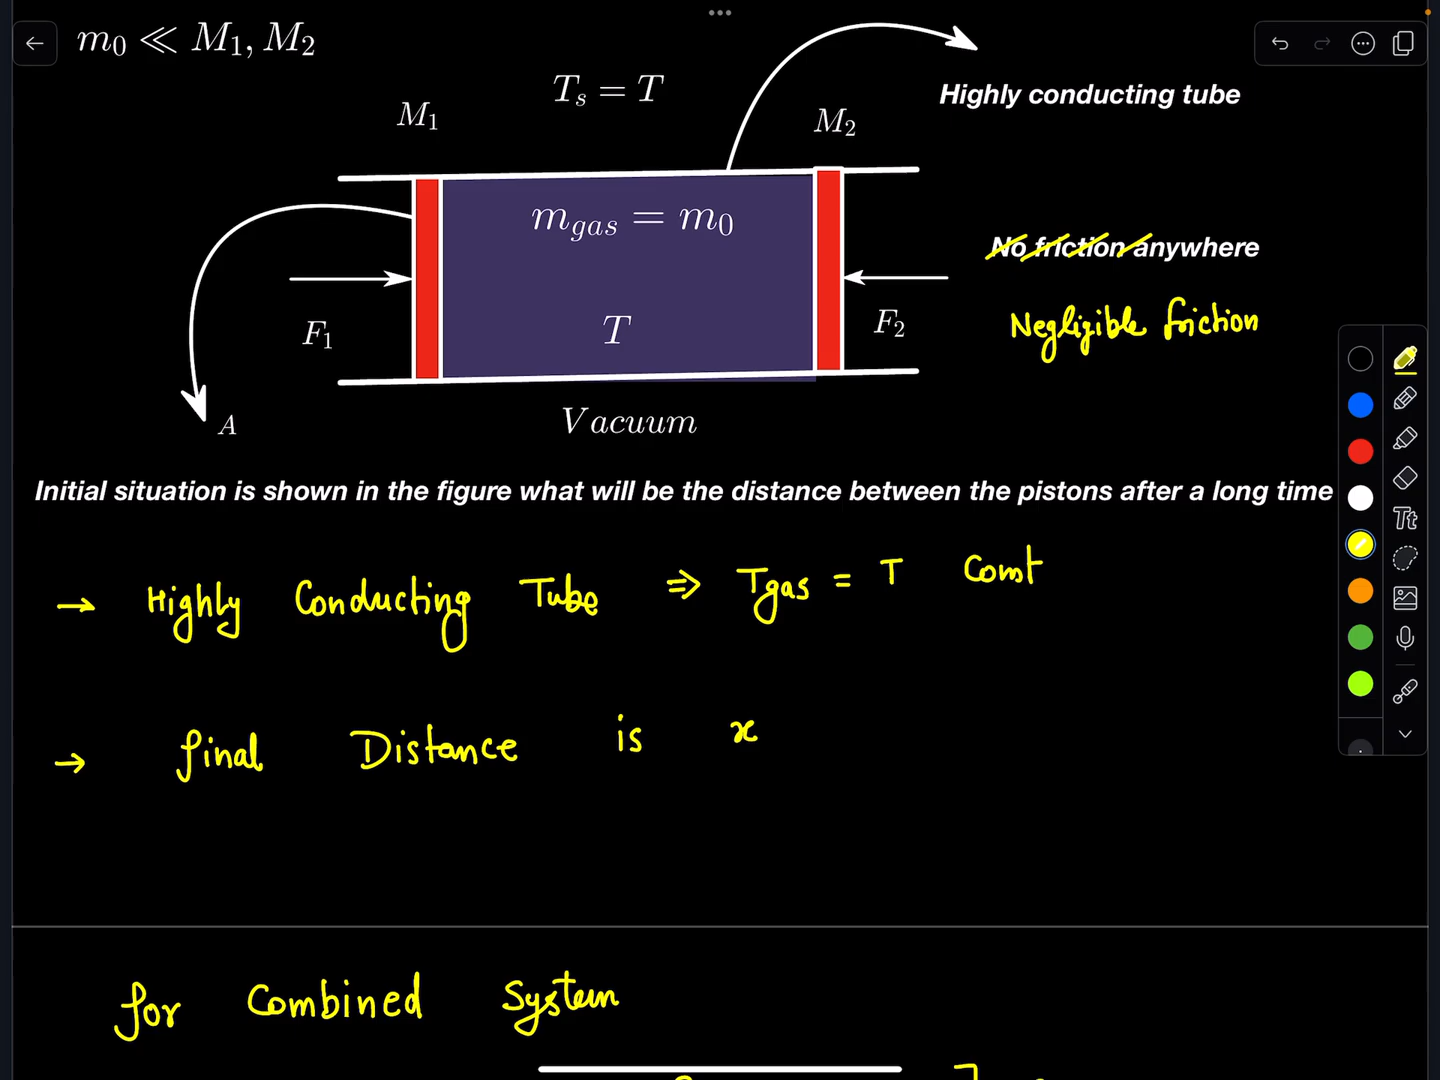 m₀ ≪ M₁, M₂
Tₛ = T
Highly conducting tube
M₁
M₂
m_gas = m₀
No friction anywhere
Negligible friction
F₁
T
F₂
A
Vacuum
Initial situation is shown in the figure what will be the distance between the pistons after a long time
→ Highly Conducting Tube ⇒ Tgas = T Const
→ final Distance is x
for Combined System
Tt